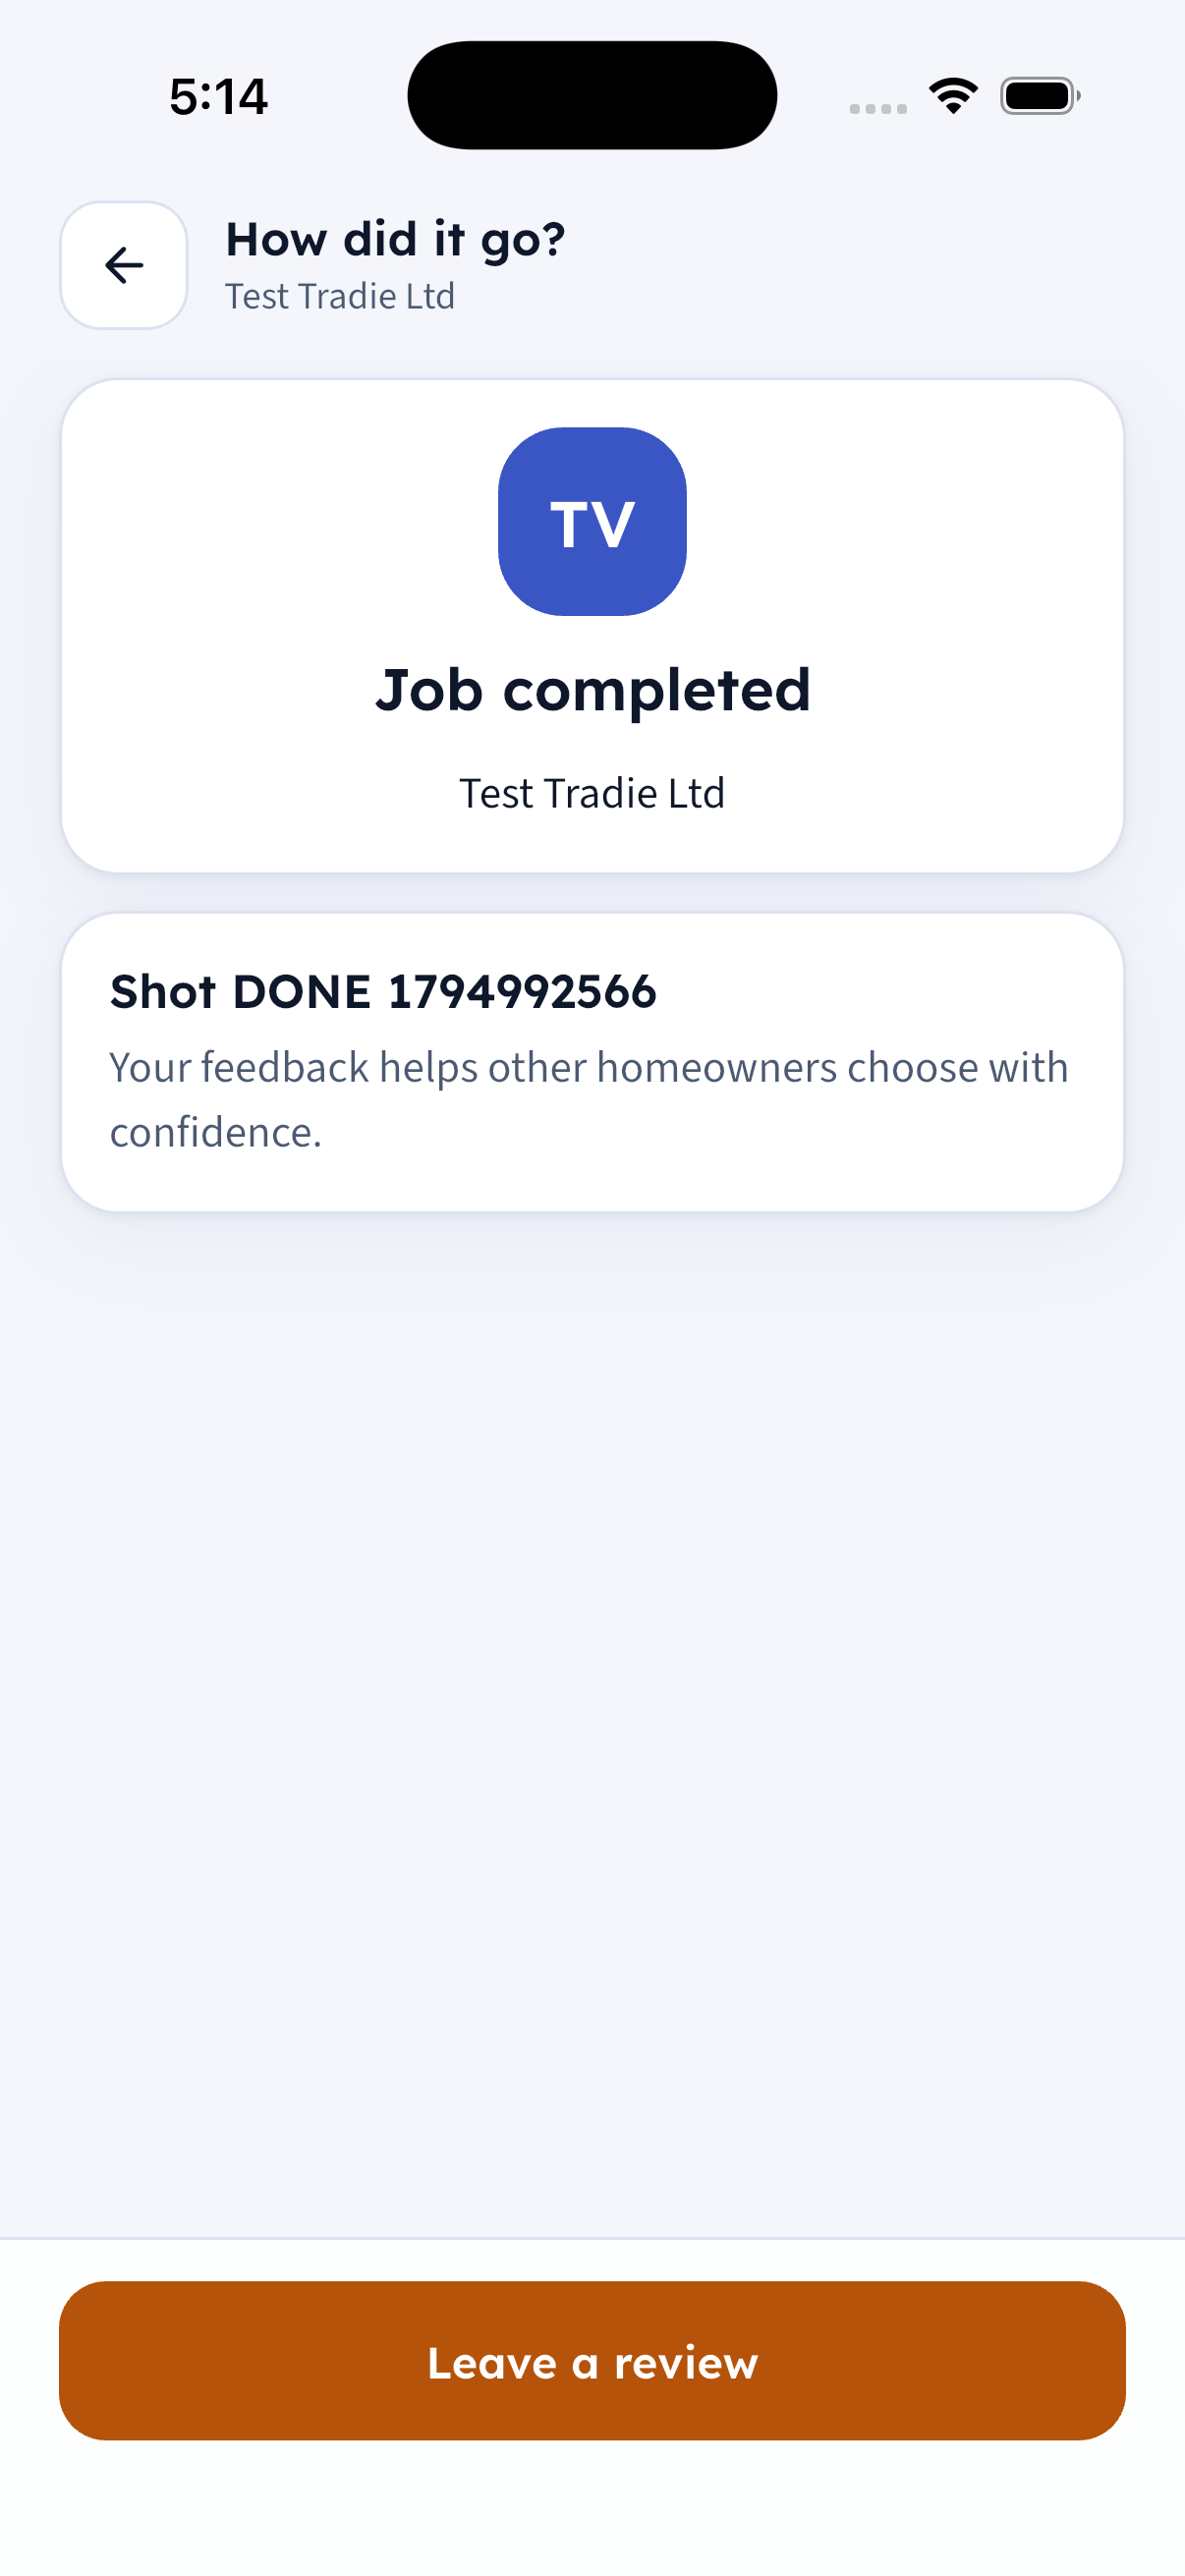 5:14
How did it go?
Test Tradie Ltd
TV
Job completed
Test Tradie Ltd
Shot DONE 1794992566
Your feedback helps other homeowners choose with
confidence.
Leave a review